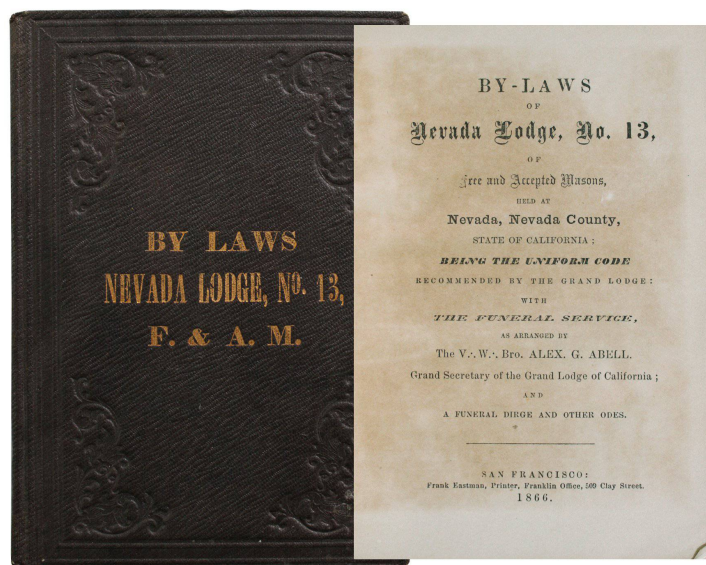 BY LAWS
NEVADA LODGE, No. 13,
F. & A. M.
BY-LAWS
OF
Nevada Lodge, No. 13,
OF
Free and Accepted Masons,
HELD AT
Nevada, Nevada County,
STATE OF CALIFORNIA:
BEING THE UNIFORM CODE
RECOMMENDED BY THE GRAND LODGE:
WITH
THE FUNERAL SERVICE,
AS ARRANGED BY
The V∴ W∴ Bro. ALEX. G. ABELL.
Grand Secretary of the Grand Lodge of California;
AND
A FUNERAL DIRGE AND OTHER ODES.
SAN FRANCISCO:
Frank Eastman, Printer, Franklin Office, 509 Clay Street.
1866.